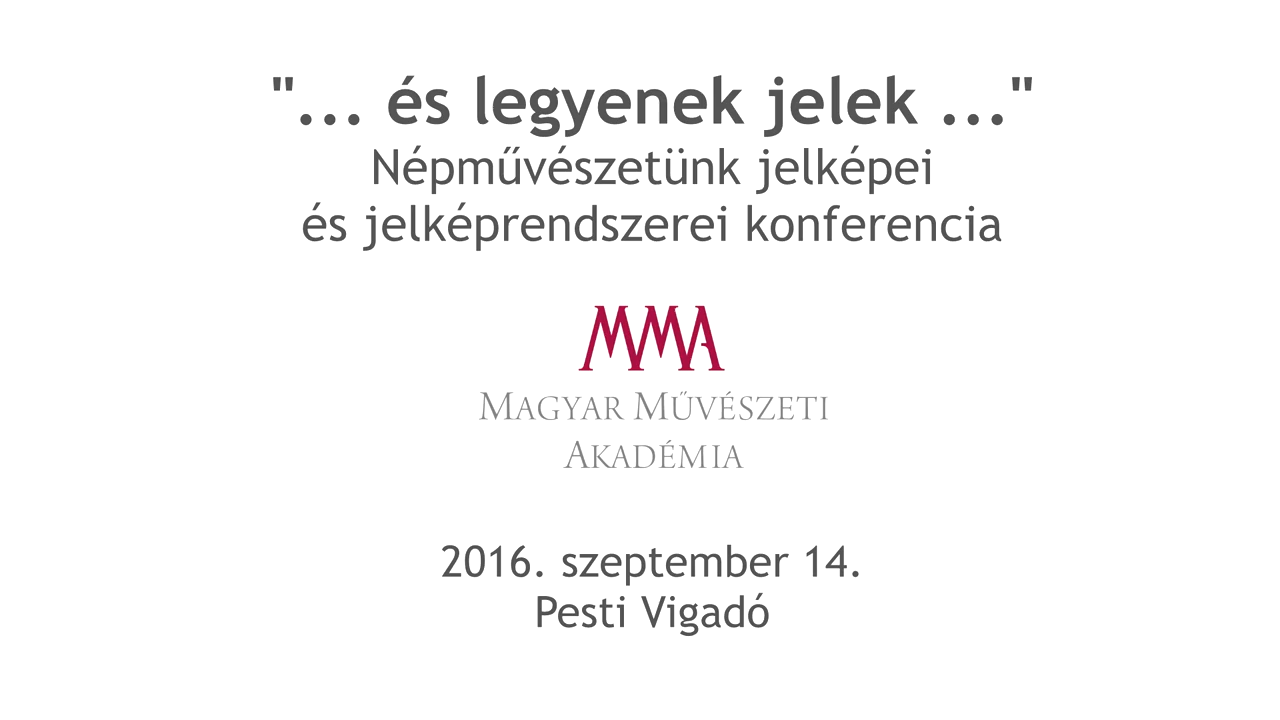 "... és legyenek jelek ..."
Népművészetünk jelképei
és jelképrendszerei konferencia
MMA
MAGYAR MŰVÉSZETI
AKADÉMIA
2016. szeptember 14.
Pesti Vigadó